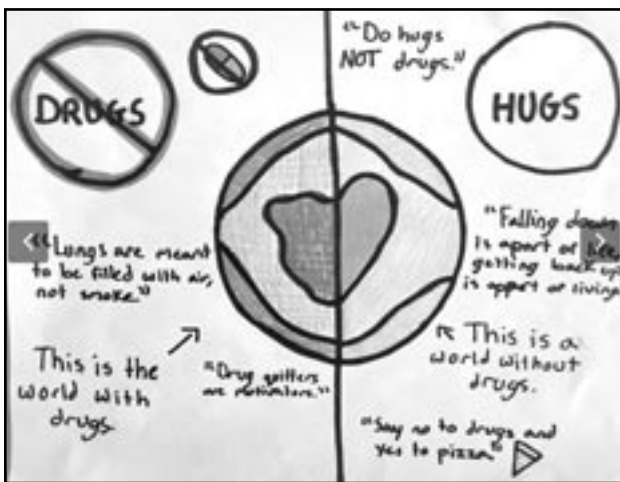 DRUGS
"Do hugs
NOT drugs."
HUGS
"Lungs are meant
to be filled with air,
not smoke."
This is the
world with
drugs.
"Drug quitters
are motivators."
"Falling down
is apart of
getting back up
is appart of living
This is a
world without
drugs.
"Say no to drugs and
yes to pizza"